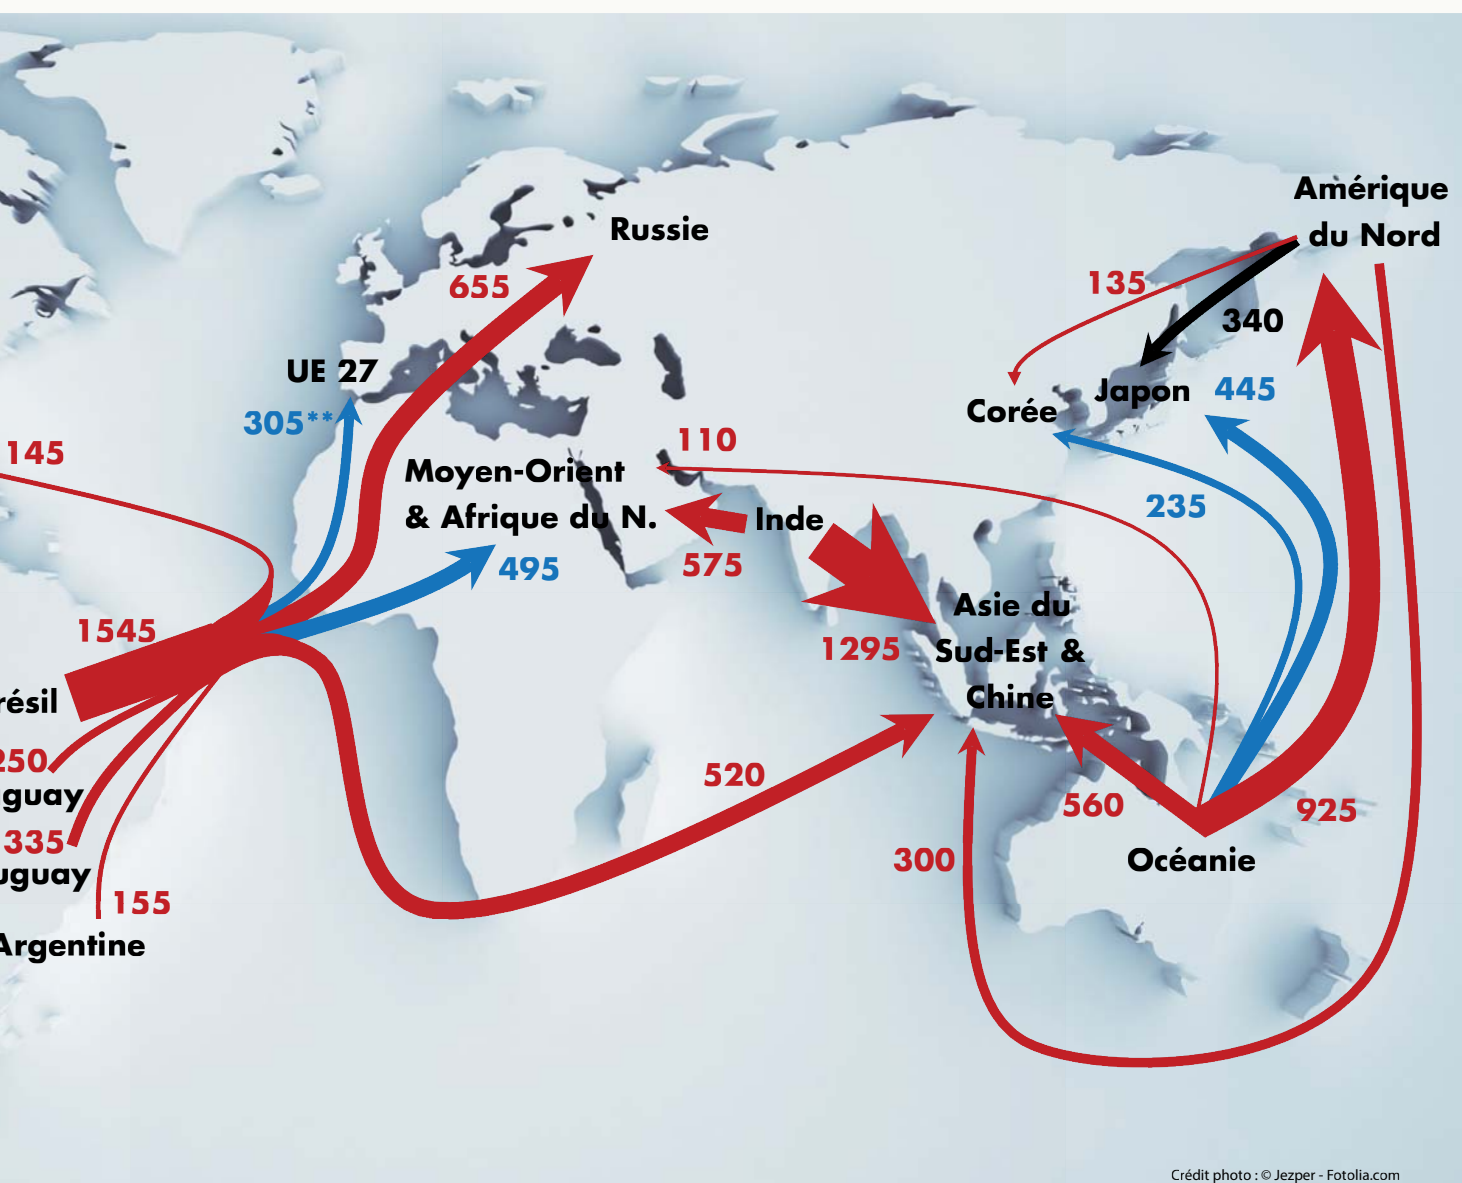 Amérique
du Nord
Russie
135
655
340
UE 27
Japon
445
Corée
305**
110
145
Moyen-Orient
& Afrique du N.
Inde
235
495
575
Asie du
1545
1295
Sud-Est &
Chine
résil
250
520
guay
560
925
335
300
Océanie
uguay
155
Argentine
Crédit photo : © Jezper - Fotolia.com